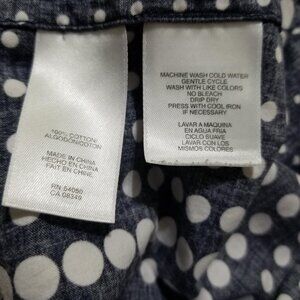 100% COTTON/
ALGODON/COTON
MADE IN CHINA
HECHO EN CHINA
FAIT EN CHINE
RN 54050
CA 08349
MACHINE WASH COLD WATER
GENTLE CYCLE
WASH WITH LIKE COLORS
NO BLEACH
DRIP DRY
PRESS WITH COOL IRON
IF NECESSARY
LAVAR A MAQUINA
EN AGUA FRIA
CICLO SUAVE
LAVAR CON LOS
MISMOS COLORES